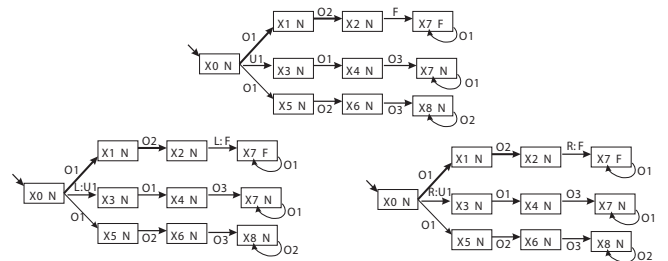 O1 X1 N O2 X2 N F X7 F O1
X0 N U1 X3 N O1 X4 N O3 X7 N O1
O1 X5 N O2 X6 N O3 X8 N O2
O1 X1 N O2 X2 N L: F X7 F O1
X0 N L:U1 X3 N O1 X4 N O3 X7 N O1
O1 X5 N O2 X6 N O3 X8 N O2
O1 X1 N O2 X2 N R: F X7 F O1
X0 N R:U1 X3 N O1 X4 N O3 X7 N O1
O1 X5 N O2 X6 N O3 X8 N O2